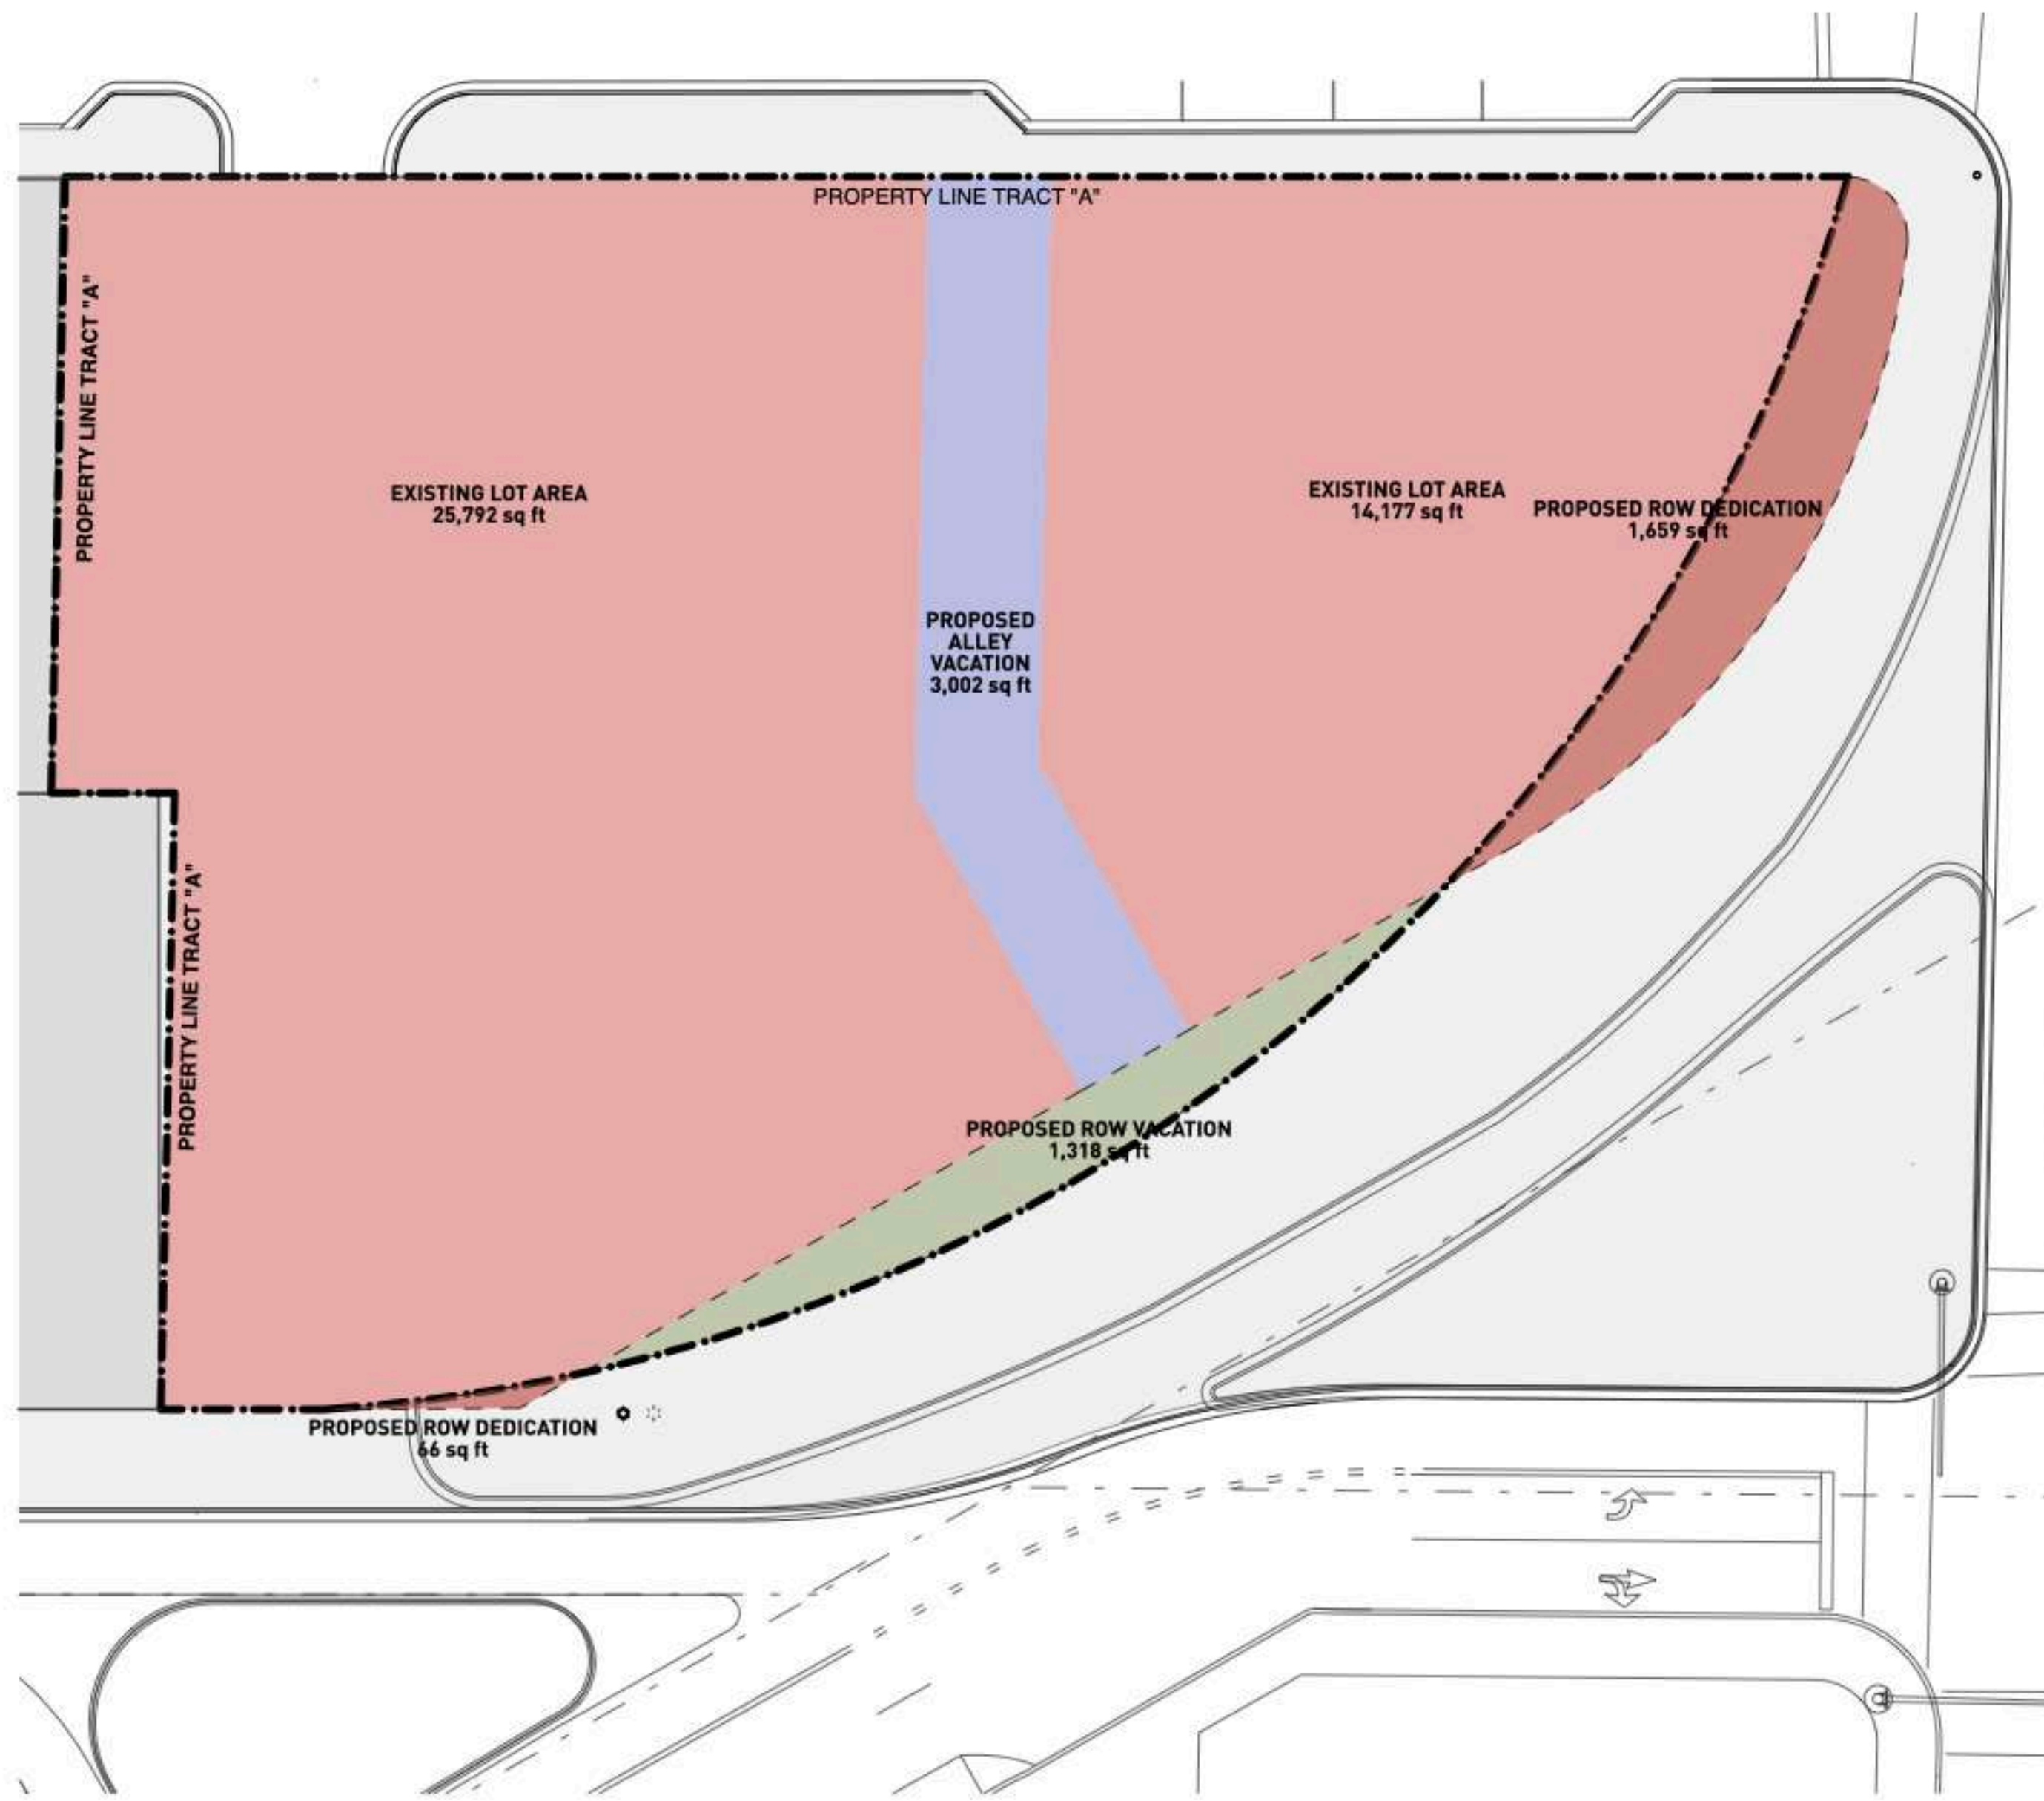 PROPERTY LINE TRACT "A"
PROPERTY LINE TRACT "A"
EXISTING LOT AREA
25,792 sq ft
EXISTING LOT AREA
14,177 sq ft
PROPOSED ROW DEDICATION
1,659 sq ft
PROPOSED
ALLEY
VACATION
3,002 sq ft
PROPERTY LINE TRACT "A"
PROPOSED ROW VACATION
1,318 sq ft
PROPOSED ROW DEDICATION
66 sq ft